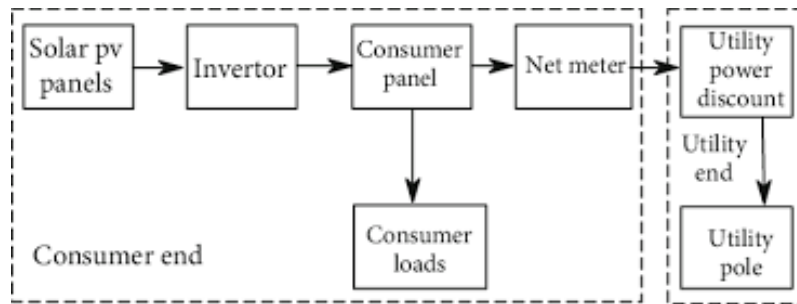 Solar pv
panels
Invertor
Consumer
panel
Net meter
Utility
power
discount
Utility
end
Consumer end
Consumer
loads
Utility
pole